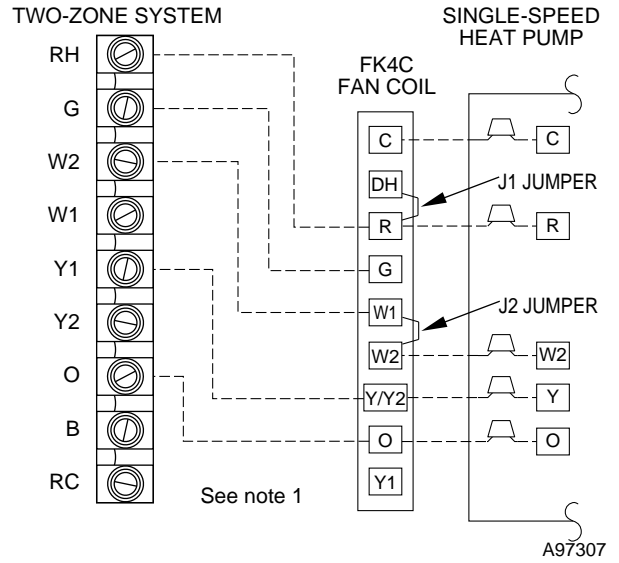 TWO-ZONE SYSTEM
SINGLE-SPEED
HEAT PUMP
FK4C
FAN COIL
RH
G
W2
W1
Y1
Y2
O
B
RC
See note 1
C
DH
R
G
W1
W2
Y/Y2
O
Y1
J1 JUMPER
J2 JUMPER
C
R
W2
Y
O
A97307